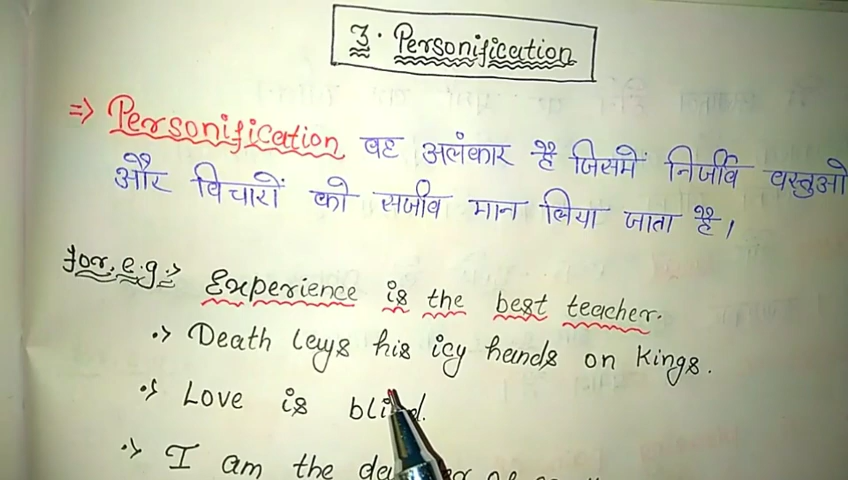 3. Personification
=> Personification वह अलंकार है जिसमें निर्जीव वस्तुओ
और विचारों को सजीव मान लिया जाता है।
for, e.g:> Experience is the best teacher.
.> Death lays his icy hands on kings.
.> Love is blind.
.> I am the